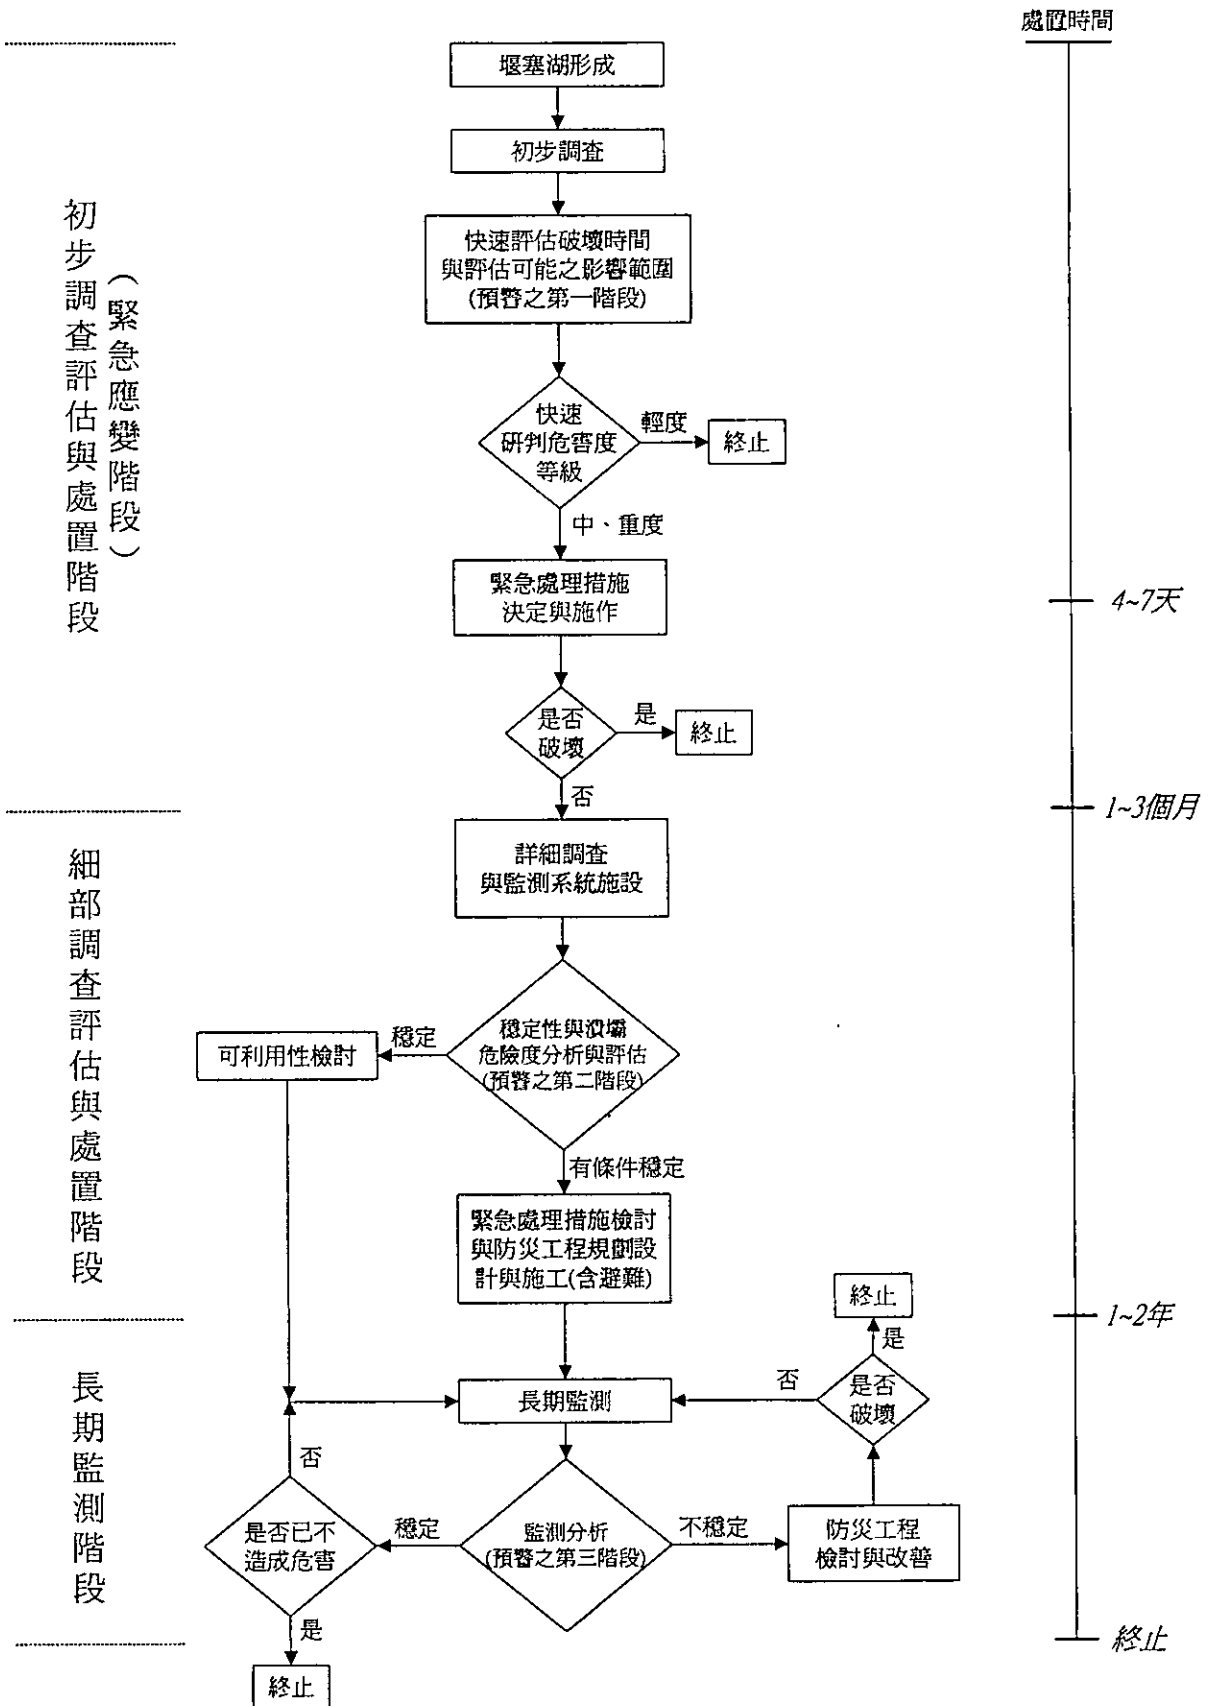 處置時間
堰塞湖形成
初步調查
快速評估破壞時間
與評估可能之影響範圍
(預警之第一階段)
初步調查評估與處置階段
(緊急應變階段)
快速
研判危害度
等級
輕度
終止
中、重度
緊急處理措施
決定與施作
4~7天
是否
破壞
是
終止
否
1~3個月
細部調查評估與處置階段
詳細調查
與監測系統施設
穩定性與潰壩
危險度分析與評估
(預警之第二階段)
穩定
可利用性檢討
有條件穩定
緊急處理措施檢討
與防災工程規劃設
計與施工(含避難)
終止
1~2年
是
長期監測階段
長期監測
否
是否
破壞
否
是否已不
造成危害
穩定
監測分析
(預警之第三階段)
不穩定
防災工程
檢討與改善
是
終止
終止